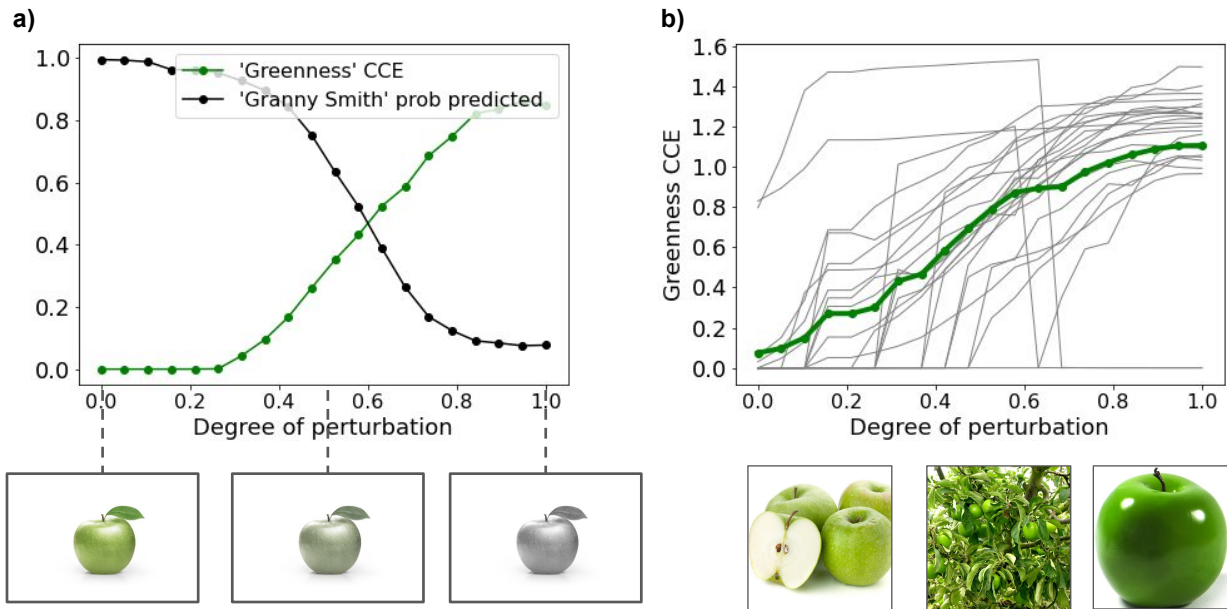 a)
1.0
0.8
0.6
0.4
0.2
0.0
'Greenness' CCE
'Granny Smith' prob predicted
0.0 0.2 0.4 0.6 0.8 1.0
Degree of perturbation
b)
1.6
1.4
1.2
1.0
0.8
0.6
0.4
0.2
0.0
Greenness CCE
0.0 0.2 0.4 0.6 0.8 1.0
Degree of perturbation